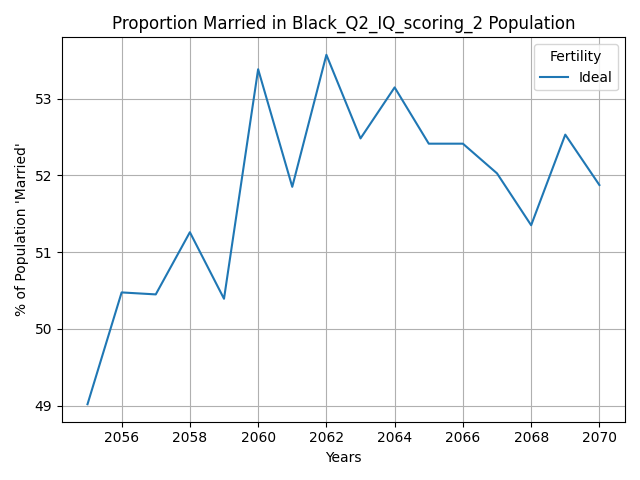 Proportion Married in Black_Q2_IQ_scoring_2 Population
Fertility
Ideal
% of Population 'Married'
53
52
51
50
49
2056 2058 2060 2062 2064 2066 2068 2070
Years